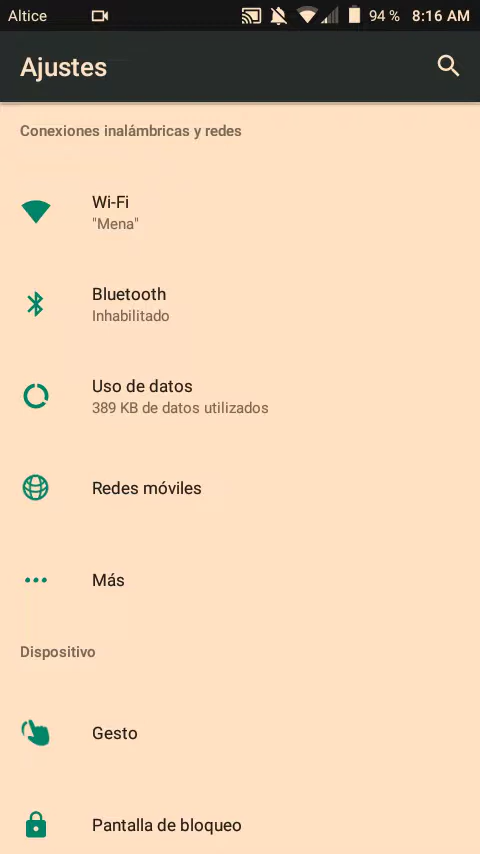 Altice 94 % 8:16 AM
Ajustes
Conexiones inalámbricas y redes
Wi-Fi
"Mena"
Bluetooth
Inhabilitado
Uso de datos
389 KB de datos utilizados
Redes móviles
Más
Dispositivo
Gesto
Pantalla de bloqueo